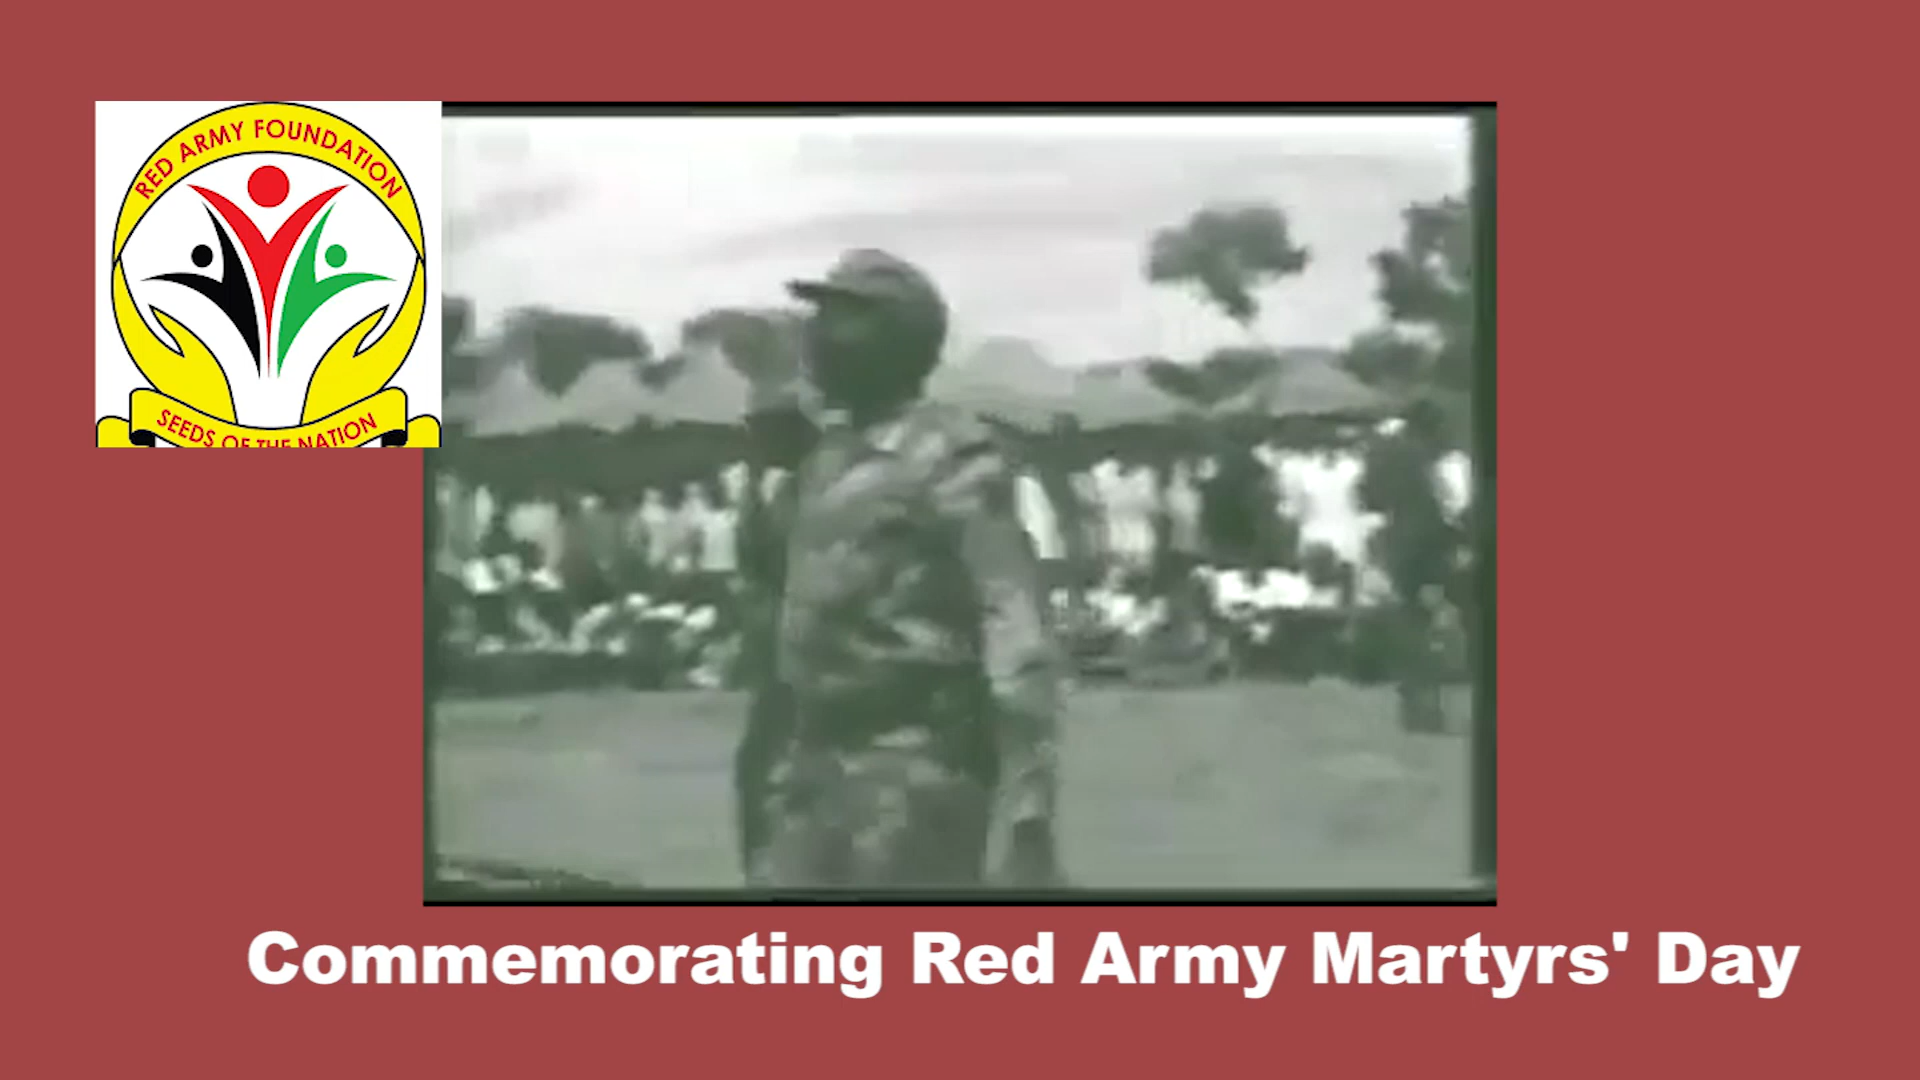 RED ARMY FOUNDATION
SEEDS OF THE NATION
Commemorating Red Army Martyrs' Day